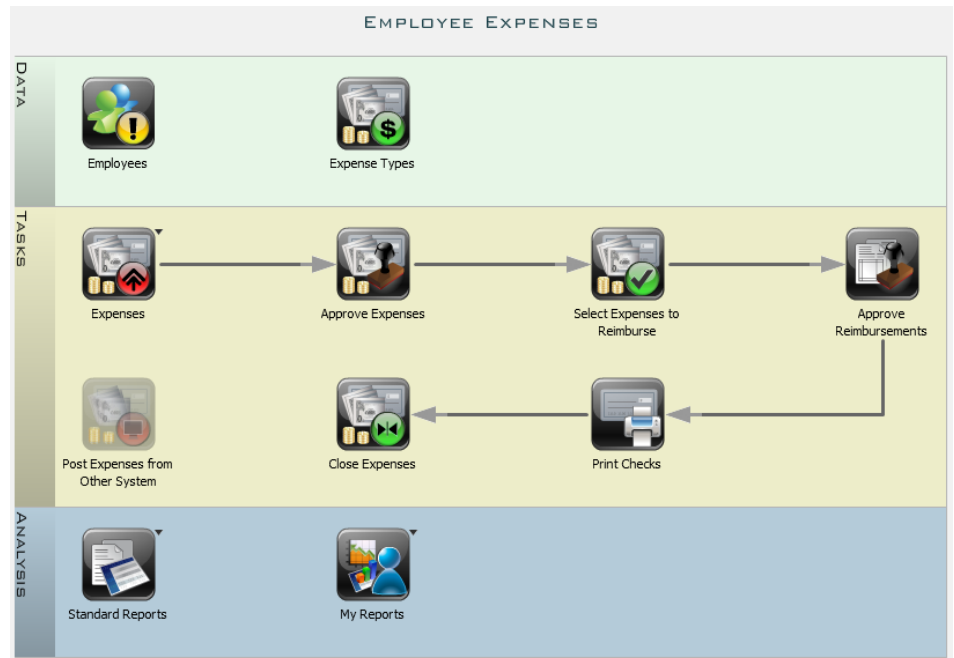 EMPLOYEE EXPENSES
DATA
Employees
Expense Types
TASKS
Expenses
Approve Expenses
Select Expenses to
Reimburse
Approve
Reimbursements
Post Expenses from
Other System
Close Expenses
Print Checks
ANALYSIS
Standard Reports
My Reports